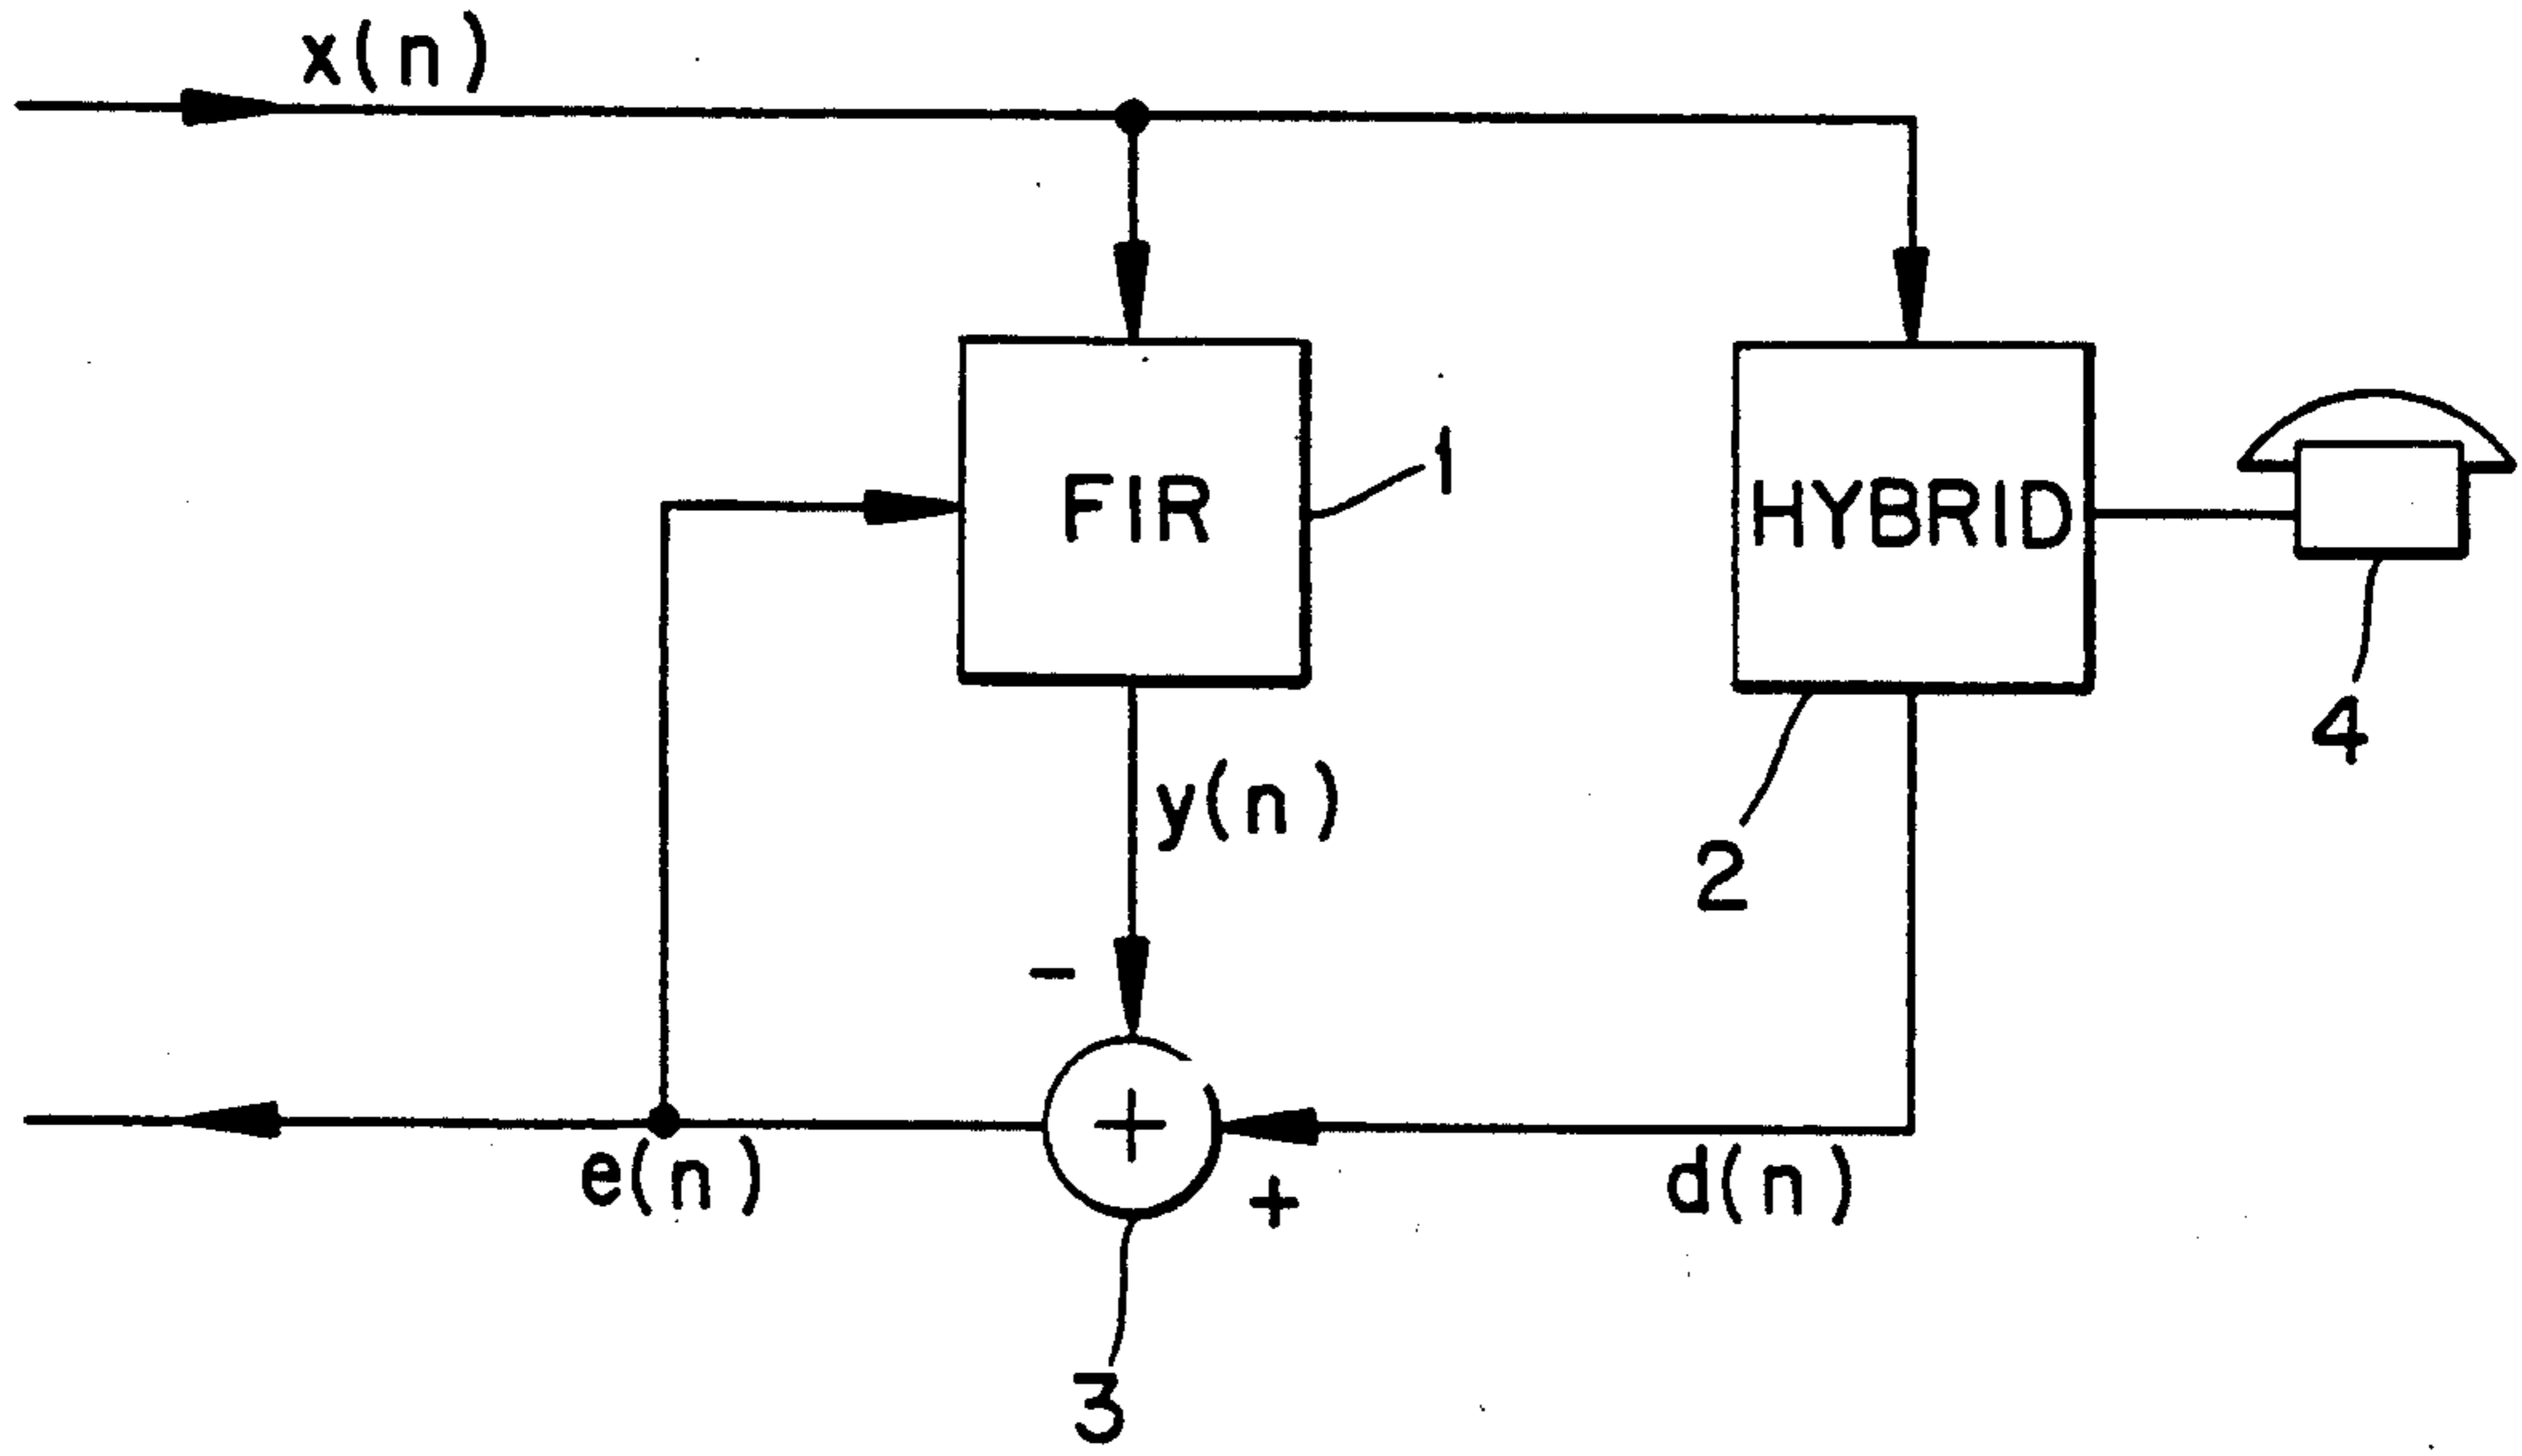 x(n)
1
FIR
HYBRID
4
y(n)
2
-
+
e(n)
+
d(n)
3